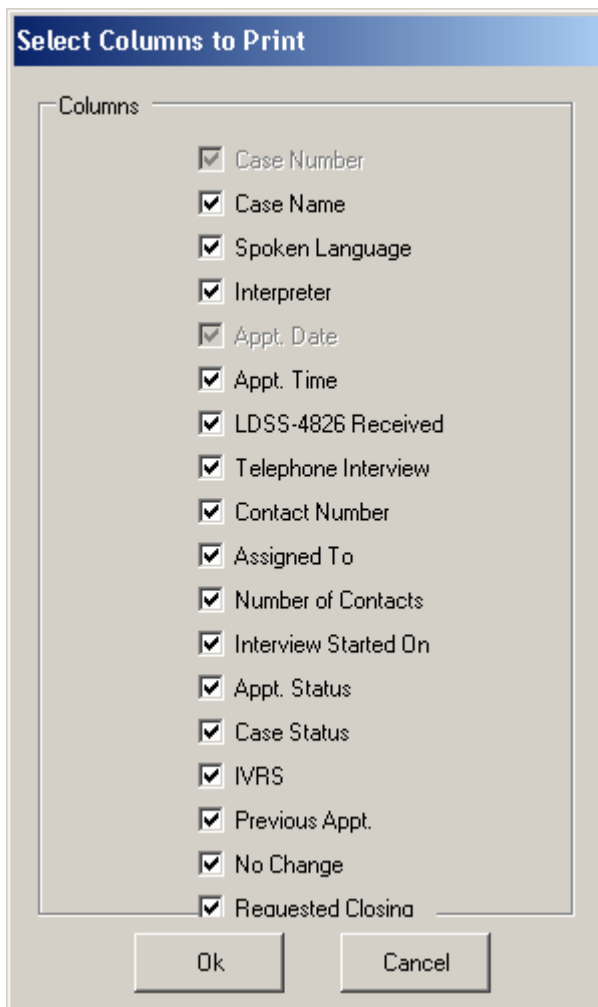 Select Columns to Print
Columns
Case Number
Case Name
Spoken Language
Interpreter
Appt. Date
Appt. Time
LDSS-4826 Received
Telephone Interview
Contact Number
Assigned To
Number of Contacts
Interview Started On
Appt. Status
Case Status
IVRS
Previous Appt.
No Change
Requested Closing
Ok Cancel